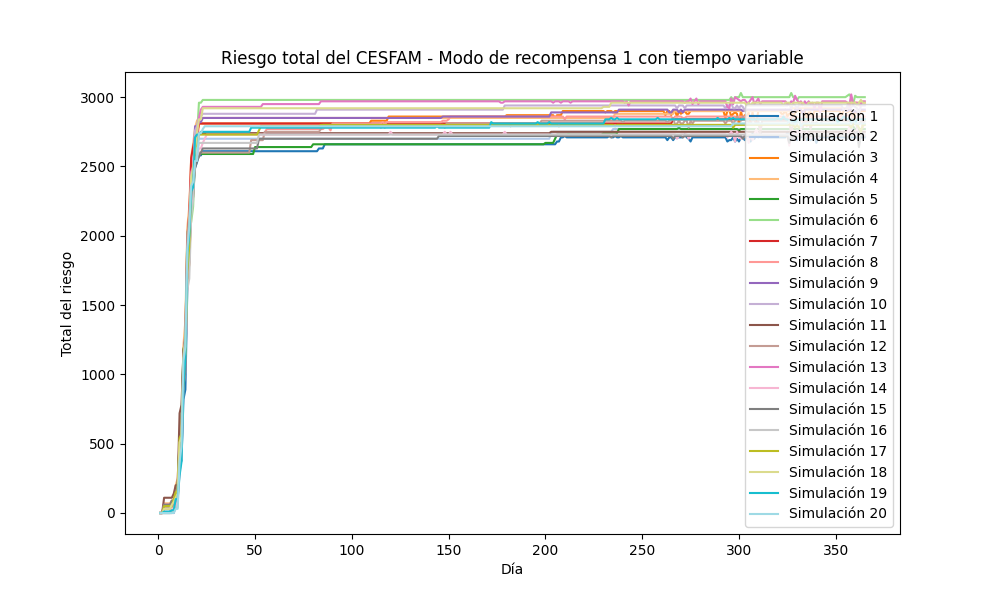 Riesgo total del CESFAM - Modo de recompensa 1 con tiempo variable
Total del riesgo
3000
2500
2000
1500
1000
500
0
0 50 100 150 200 250 300 350
Día
Simulación 1
Simulación 2
Simulación 3
Simulación 4
Simulación 5
Simulación 6
Simulación 7
Simulación 8
Simulación 9
Simulación 10
Simulación 11
Simulación 12
Simulación 13
Simulación 14
Simulación 15
Simulación 16
Simulación 17
Simulación 18
Simulación 19
Simulación 20